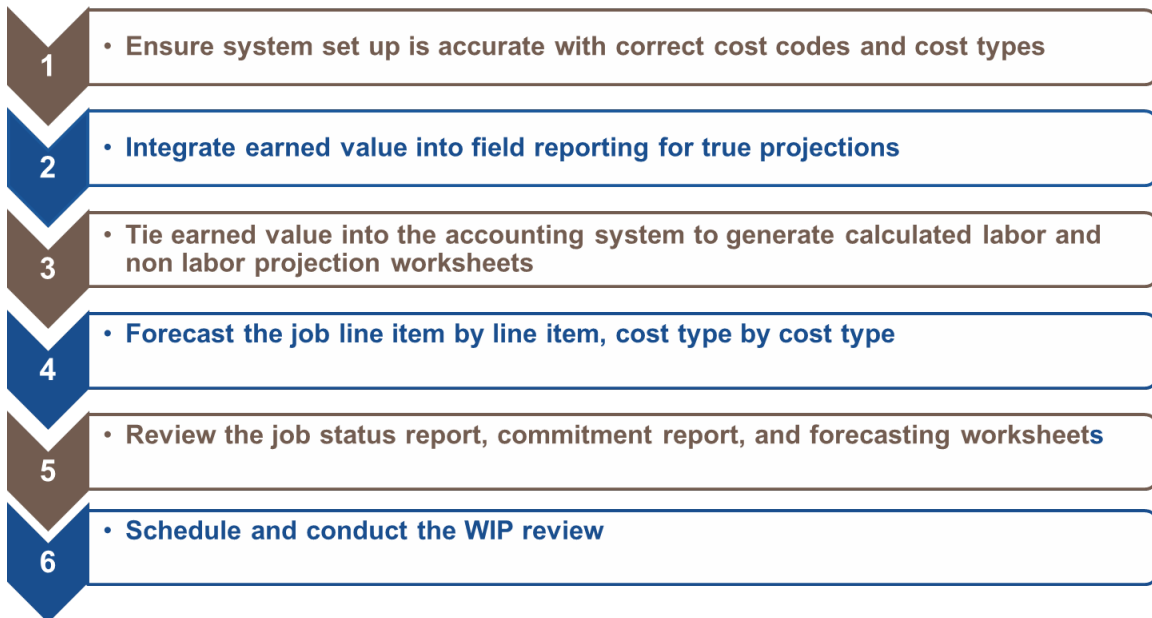 1
• Ensure system set up is accurate with correct cost codes and cost types
2
• Integrate earned value into field reporting for true projections
3
• Tie earned value into the accounting system to generate calculated labor and
non labor projection worksheets
4
• Forecast the job line item by line item, cost type by cost type
5
• Review the job status report, commitment report, and forecasting worksheets
6
• Schedule and conduct the WIP review